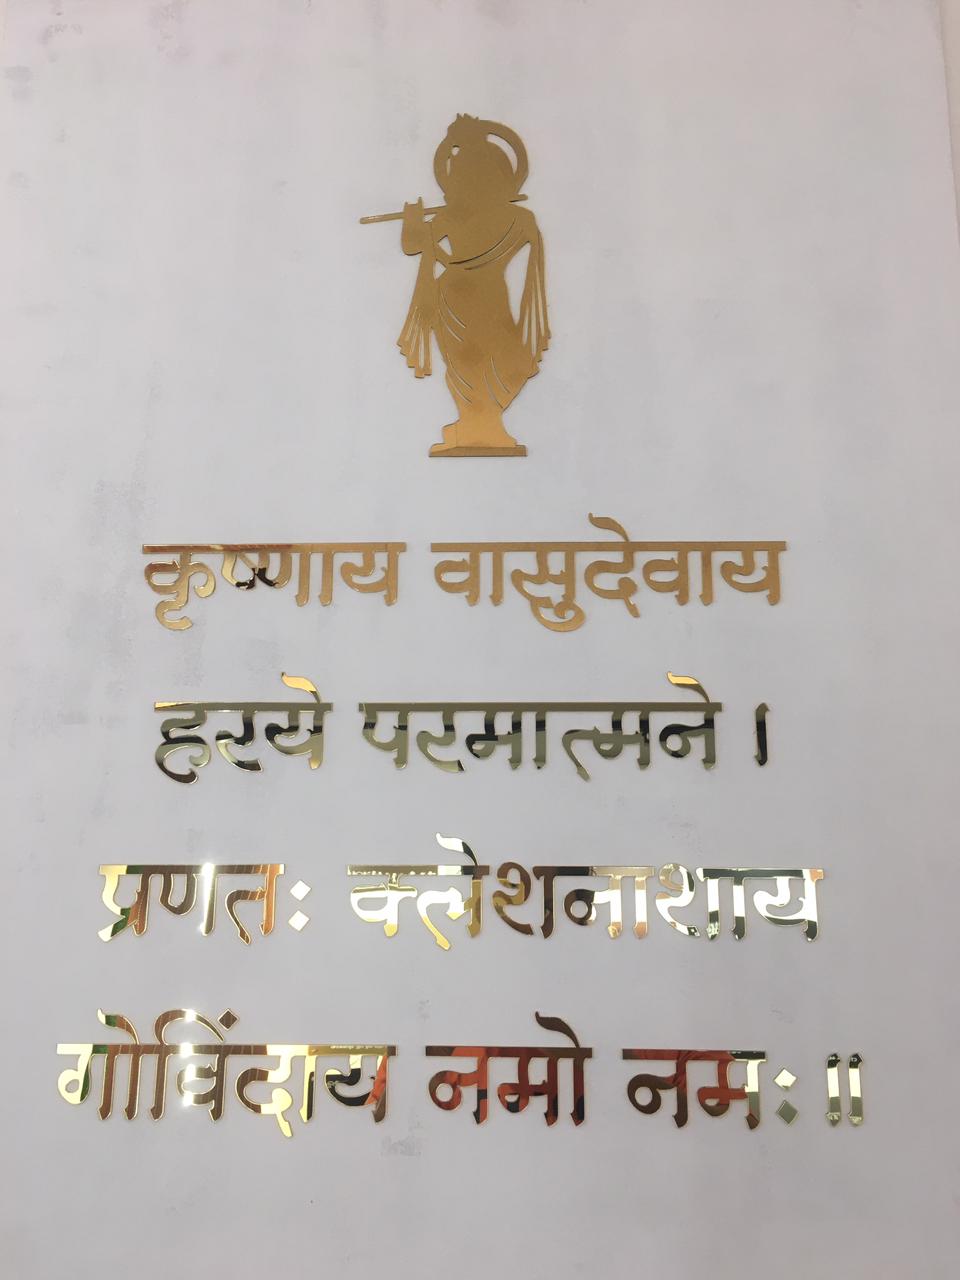 कृष्णाय वासुदेवाय
हरये परमात्मने ।
प्रणतः क्लेशनाशाय
गोविंदाय नमो नमः ॥